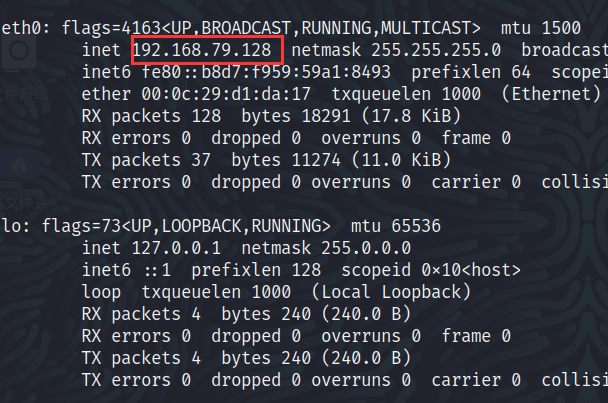 eth0: flags=4163<UP,BROADCAST,RUNNING,MULTICAST>  mtu 1500
inet 192.168.79.128  netmask 255.255.255.0  broadcast
inet6 fe80::b8d7:f959:59a1:8493  prefixlen 64  scopeid
ether 00:0c:29:d1:da:17  txqueuelen 1000  (Ethernet)
RX packets 128  bytes 18291 (17.8 KiB)
RX errors 0  dropped 0  overruns 0  frame 0
TX packets 37  bytes 11274 (11.0 KiB)
TX errors 0  dropped 0 overruns 0  carrier 0  collisi
lo: flags=73<UP,LOOPBACK,RUNNING>  mtu 65536
inet 127.0.0.1  netmask 255.0.0.0
inet6 ::1  prefixlen 128  scopeid 0×10<host>
loop  txqueuelen 1000  (Local Loopback)
RX packets 4  bytes 240 (240.0 B)
RX errors 0  dropped 0  overruns 0  frame 0
TX packets 4  bytes 240 (240.0 B)
TX errors 0  dropped 0 overruns 0  carrier 0  collisi